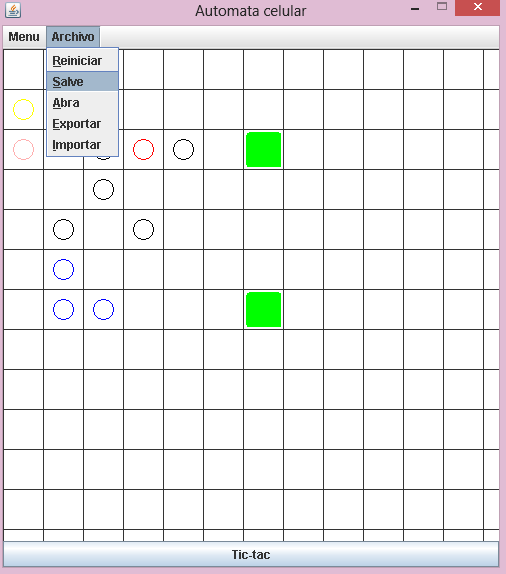 Automata celular
Menu Archivo
Reiniciar
Salve
Abra
Exportar
Importar
Tic-tac